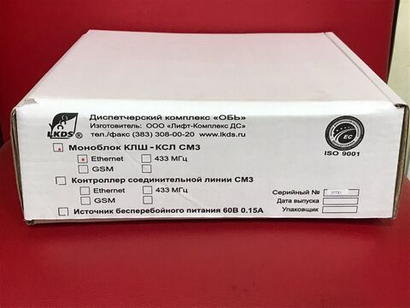 Диспетчерский комплекс «ОБЬ»
Изготовитель: ООО «Лифт-Комплекс ДС»
тел./факс (383) 308-00-20 www.lkds.ru
LKDS
EC
ISO 9001
Моноблок КЛШ - КСЛ СМ3
Ethernet 433 МГц
GSM
Контроллер соединительной линии СМ3
Ethernet 433 МГц
GSM
Источник бесперебойного питания 60В 0.15А
Серийный №
Дата выпуска
Упаковщик